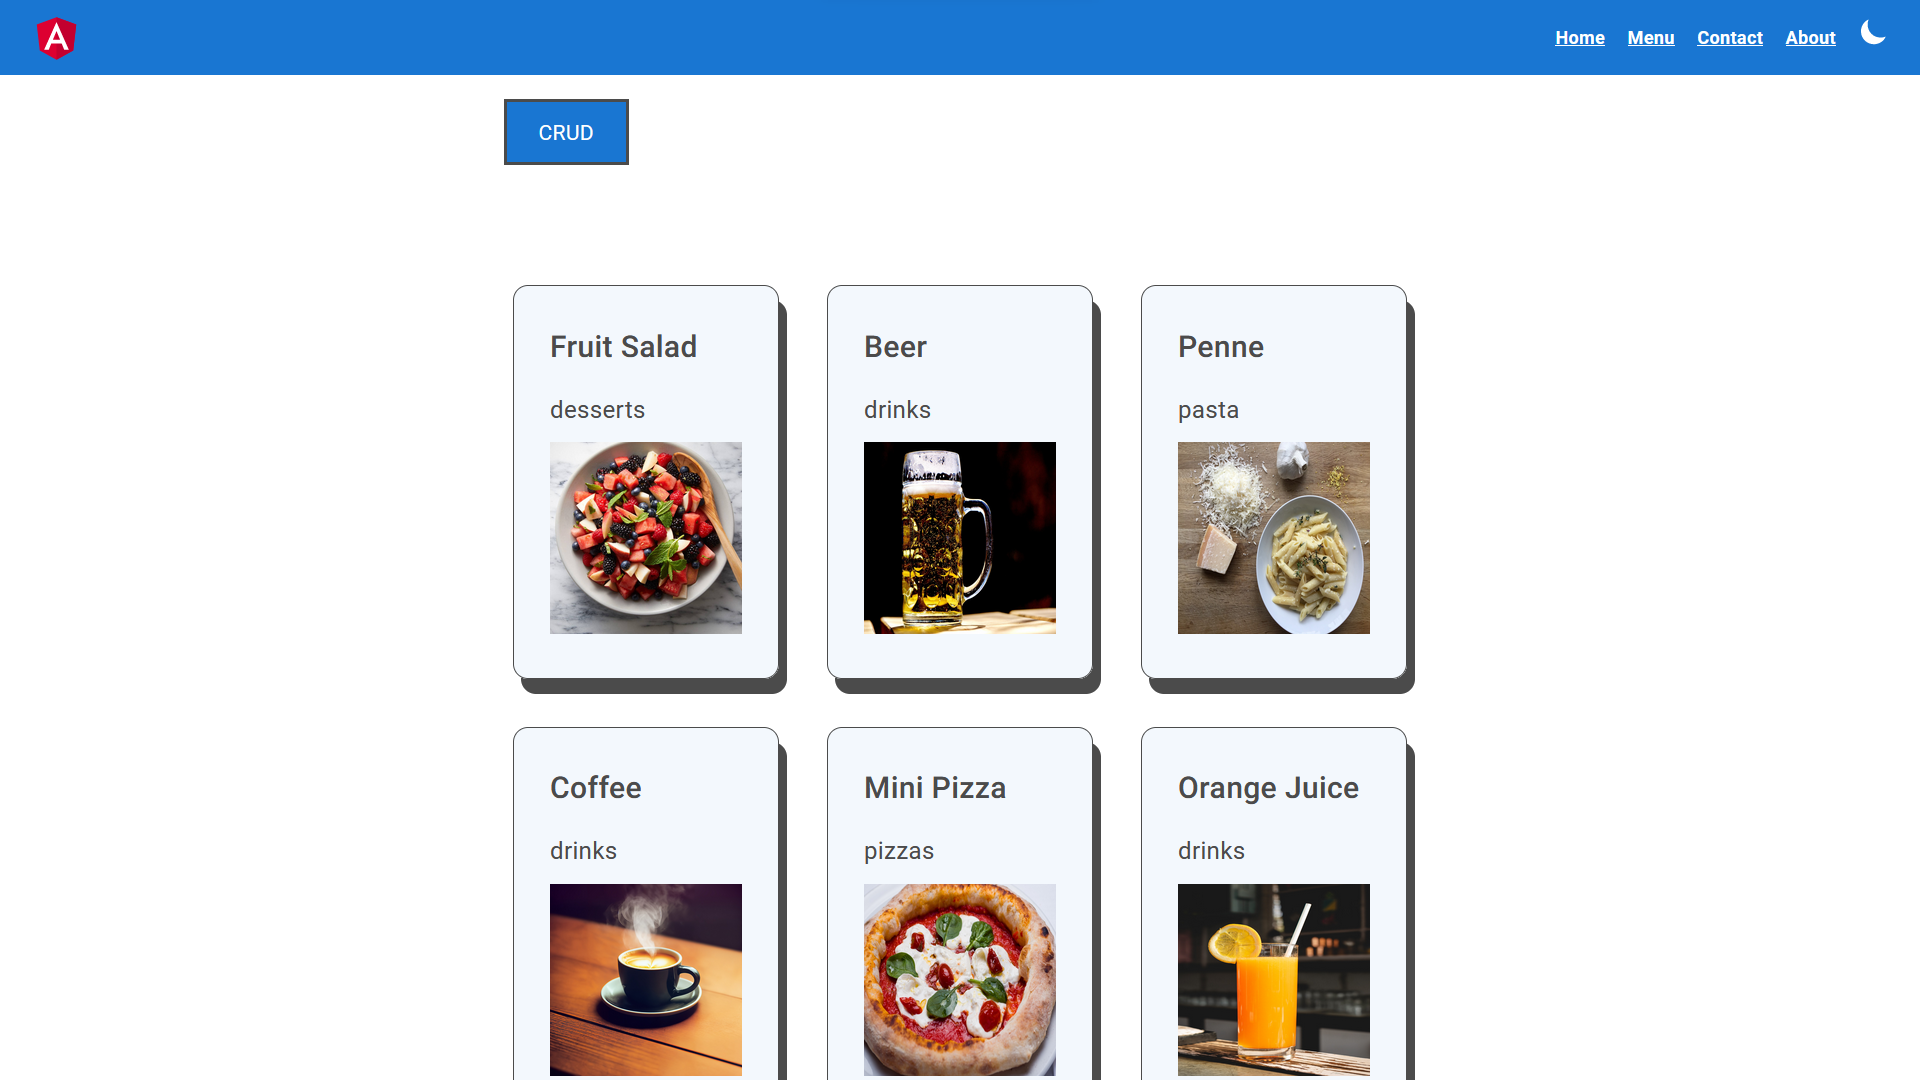 A
Home Menu Contact About
CRUD
Fruit Salad
desserts
Beer
drinks
Penne
pasta
Coffee
drinks
Mini Pizza
pizzas
Orange Juice
drinks